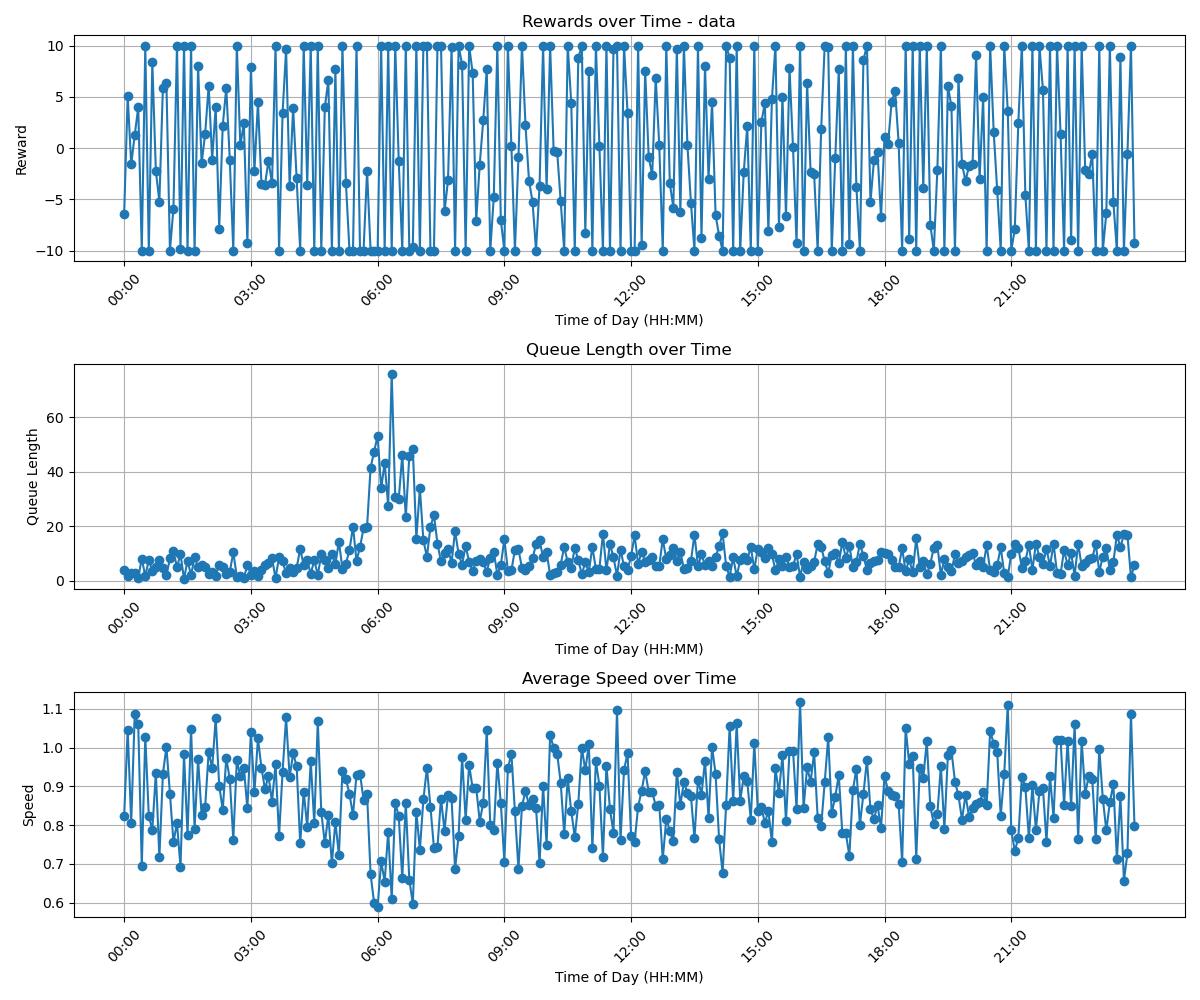 Rewards over Time - data
Reward
10
5
0
−5
−10
00:00 03:00 06:00 09:00 12:00 15:00 18:00 21:00
Time of Day (HH:MM)
Queue Length over Time
Queue Length
60
40
20
0
00:00 03:00 06:00 09:00 12:00 15:00 18:00 21:00
Time of Day (HH:MM)
Average Speed over Time
Speed
1.1
1.0
0.9
0.8
0.7
0.6
00:00 03:00 06:00 09:00 12:00 15:00 18:00 21:00
Time of Day (HH:MM)